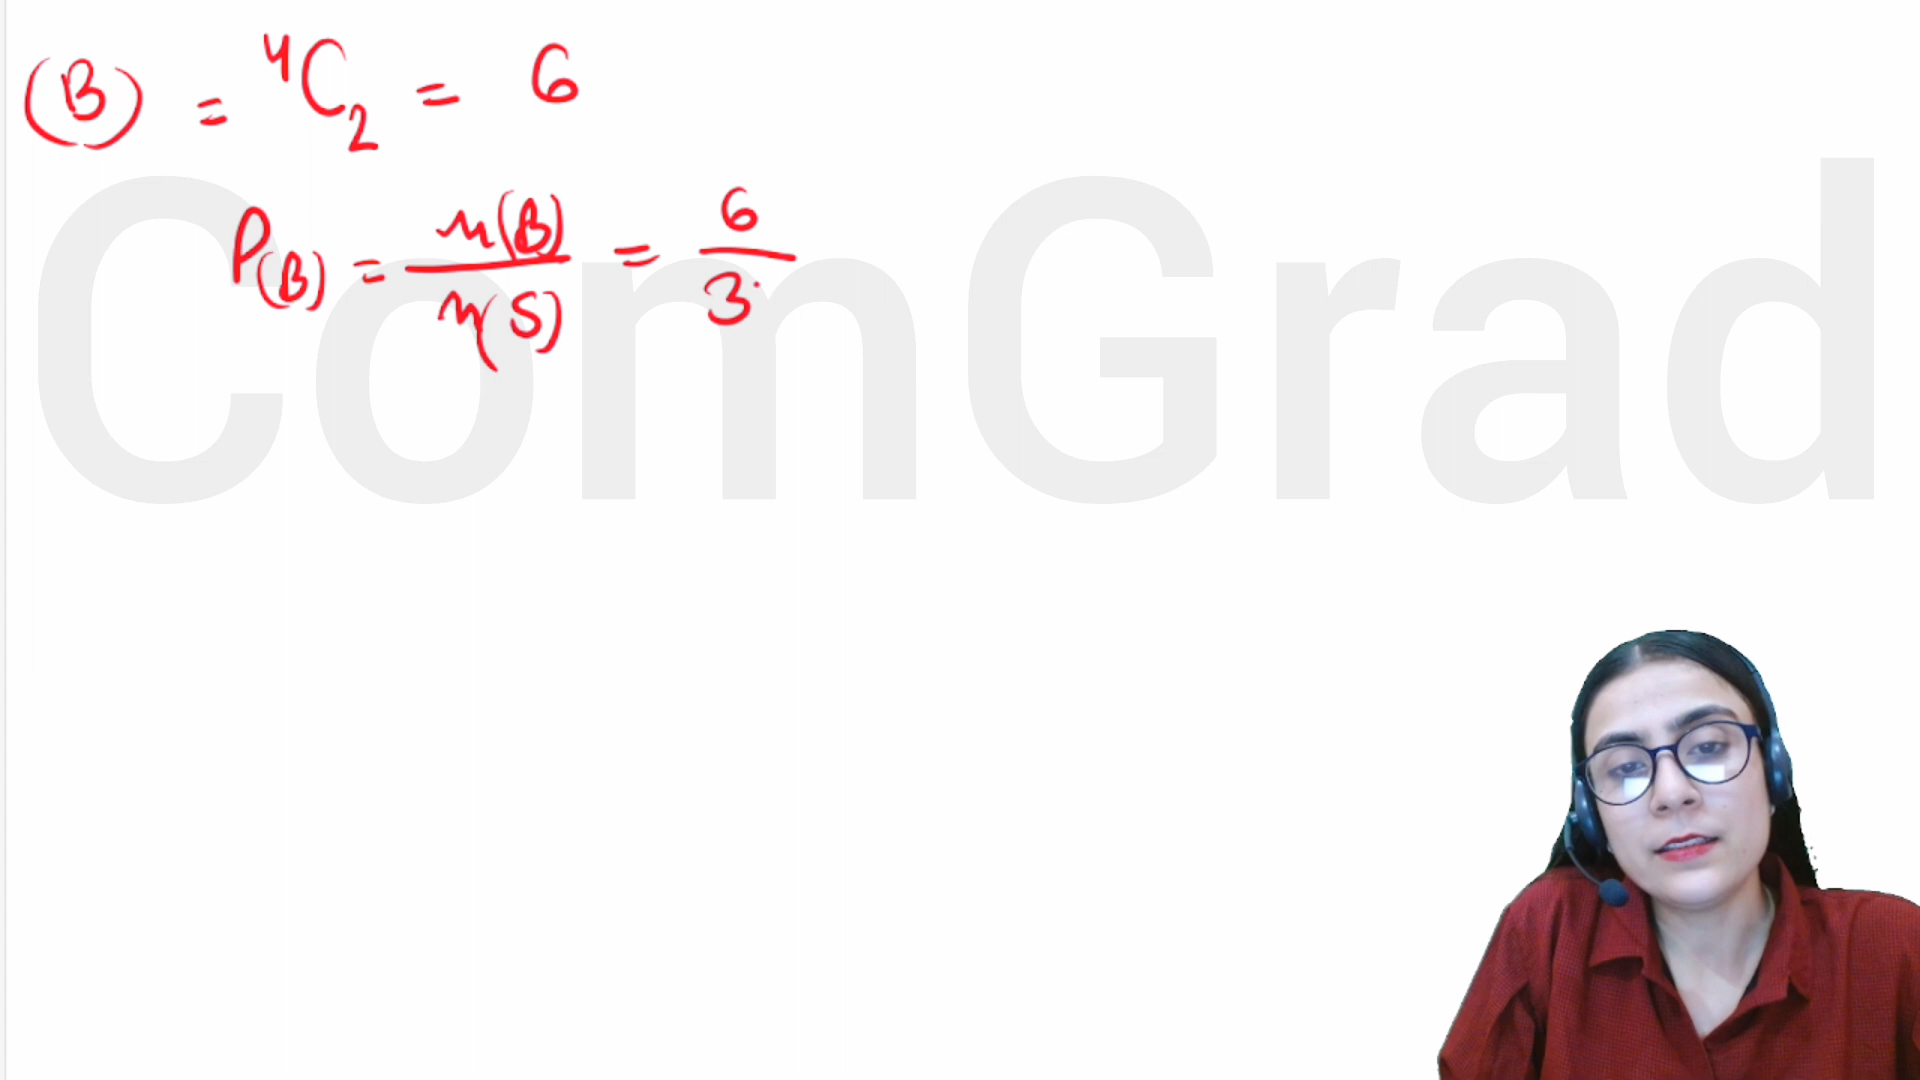 (B) = ⁴C₂ = 6
P(B) = n(B)/n(S) = 6/3
ComGrad